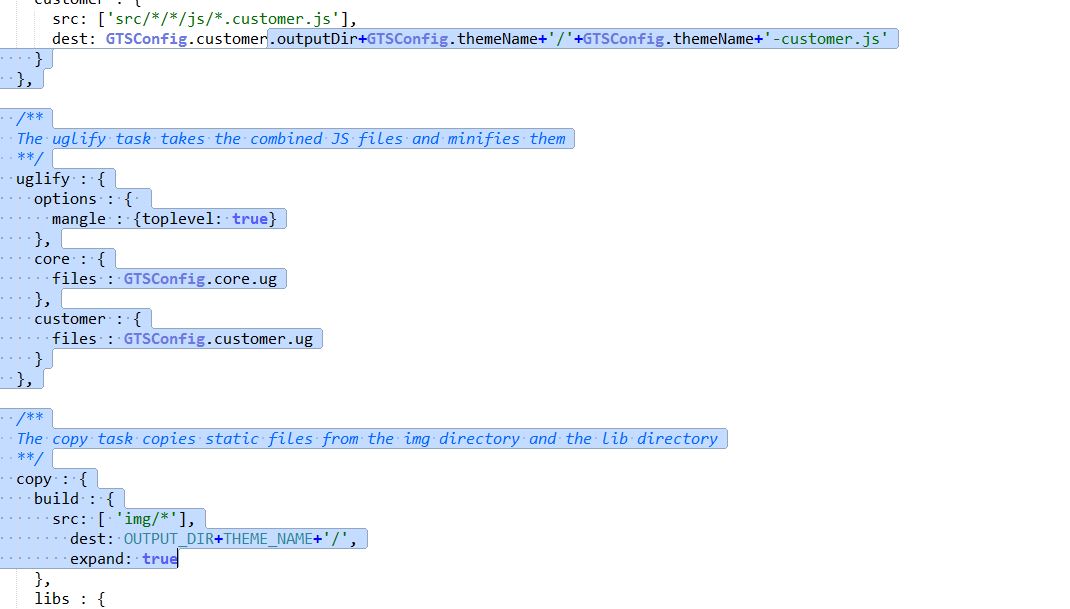 customer : {
src: ['src/*/*/js/*.customer.js'],
dest: GTSConfig.customer.outputDir+GTSConfig.themeName+'/'+GTSConfig.themeName+'-customer.js'
}
},
/**
The uglify task takes the combined JS files and minifies them
**/
uglify : {
options : {
mangle : {toplevel: true}
},
core : {
files : GTSConfig.core.ug
},
customer : {
files : GTSConfig.customer.ug
}
},
/**
The copy task copies static files from the img directory and the lib directory
**/
copy : {
build : {
src: [ 'img/*'],
dest: OUTPUT_DIR+THEME_NAME+'/',
expand: true
},
libs : {